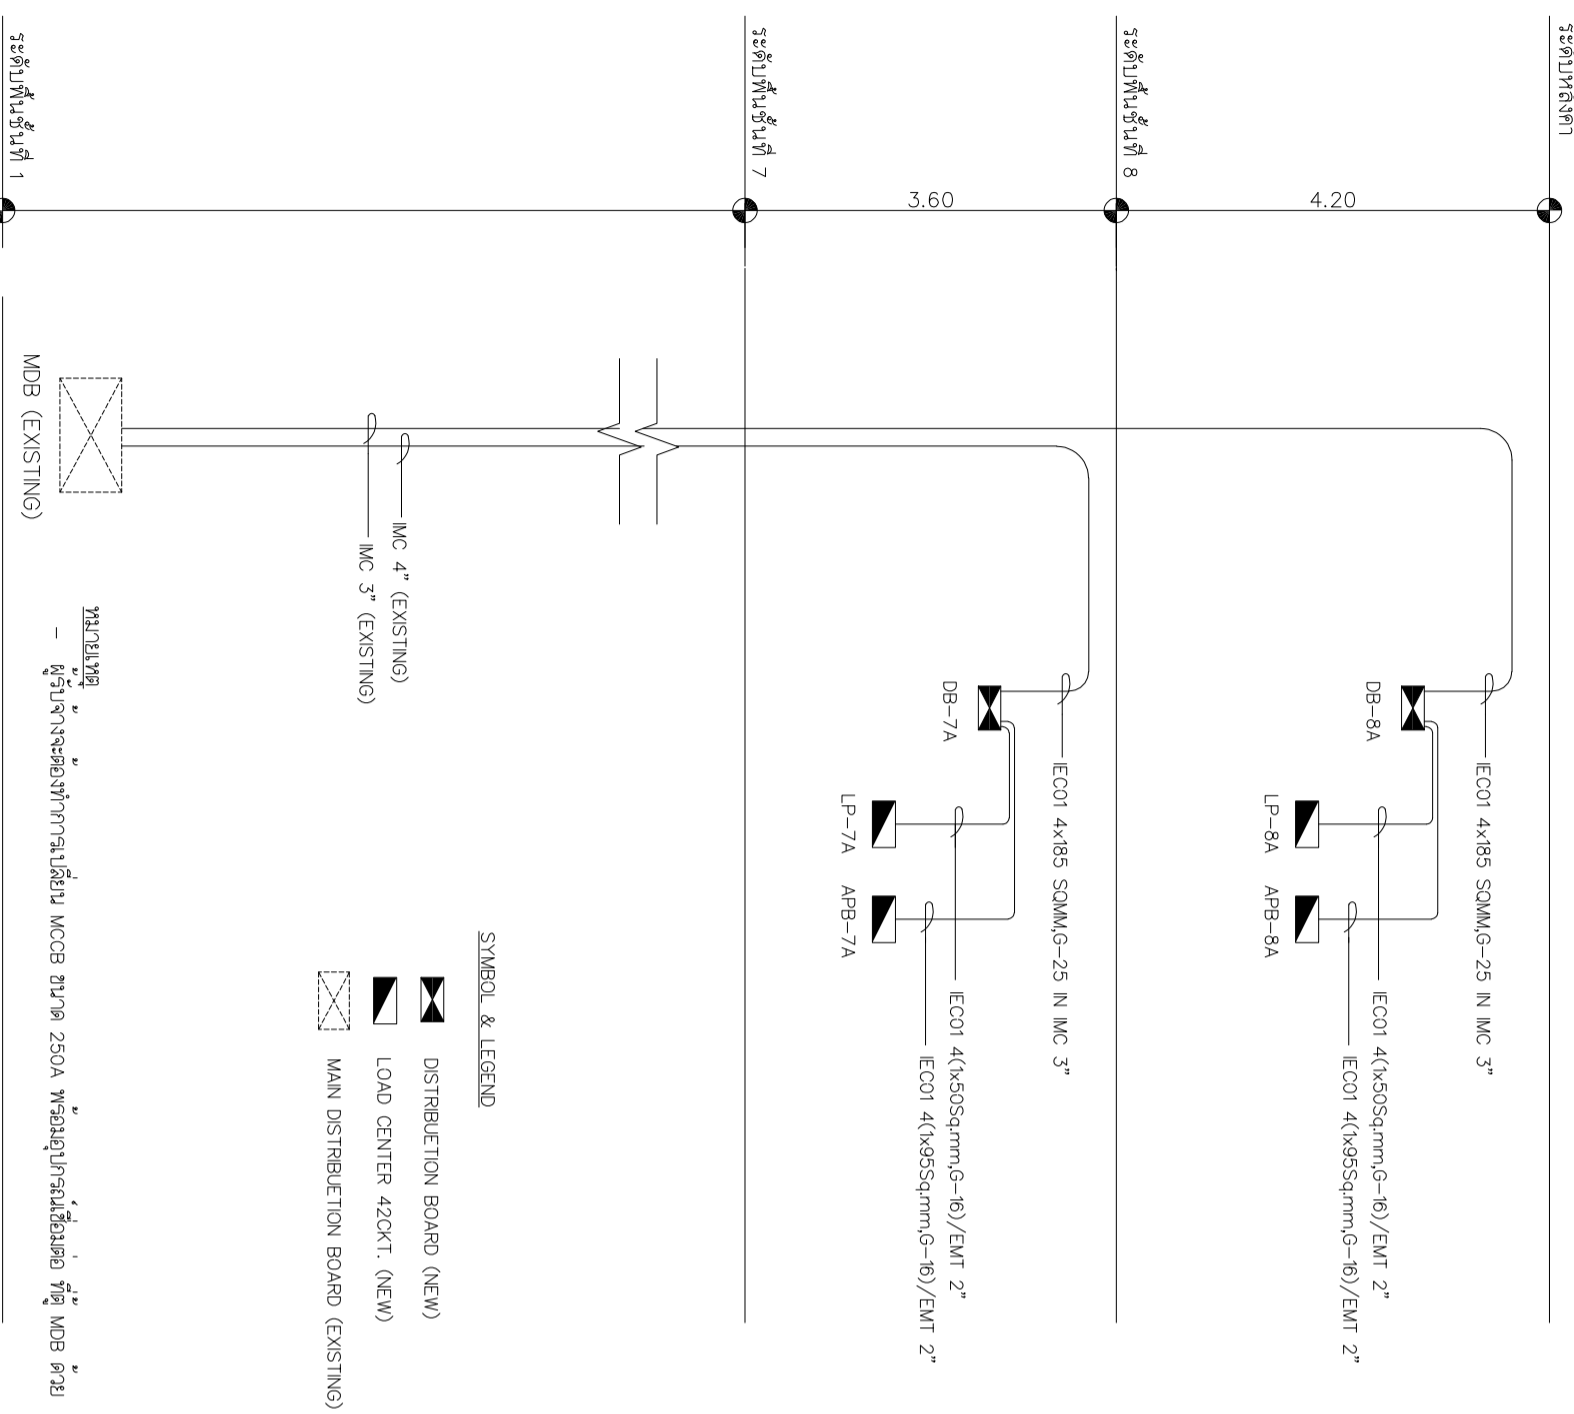 ระดับหลังคา
4.20
IEC01 4x185 SQMM,G-25 IN IMC 3"
DB-8A
LP-8A
APB-8A
IEC01 4(1x50Sq.mm,G-16)/EMT 2"
IEC01 4(1x95Sq.mm,G-16)/EMT 2"
ระดับพื้นชั้นที่ 8
3.60
IEC01 4x185 SQMM,G-25 IN IMC 3"
DB-7A
LP-7A
APB-7A
IEC01 4(1x50Sq.mm,G-16)/EMT 2"
IEC01 4(1x95Sq.mm,G-16)/EMT 2"
ระดับพื้นชั้นที่ 7
IMC 4" (EXISTING)
IMC 3" (EXISTING)
MDB (EXISTING)
ระดับพื้นชั้นที่ 1
SYMBOL & LEGEND
DISTRIBUETION BOARD (NEW)
LOAD CENTER 42CKT. (NEW)
MAIN DISTRIBUETION BOARD (EXISTING)
หมายเหตุ
- ผู้รับจ้างจะต้องทำการเปลี่ยน MCCB ขนาด 250A พร้อมอุปกรณ์เชื่อมต่อ ที่ตู้ MDB ด้วย